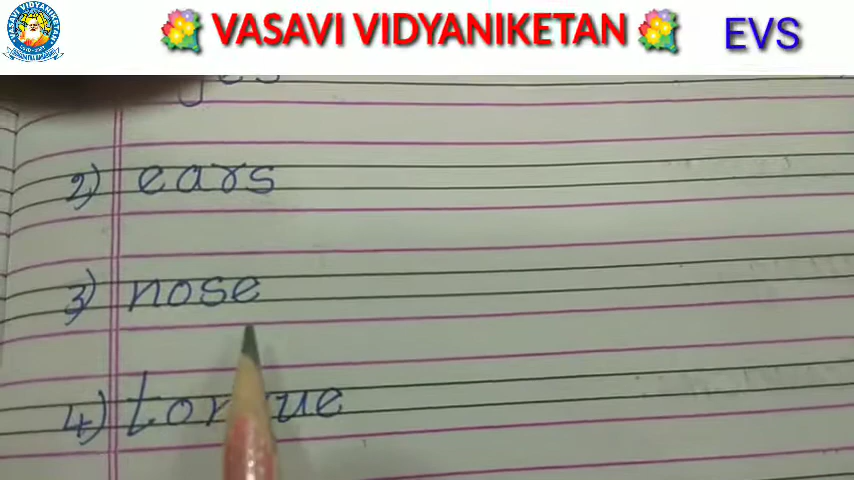 VASAVI VIDYANIKETAN
EVS
2) ears
3) nose
4)